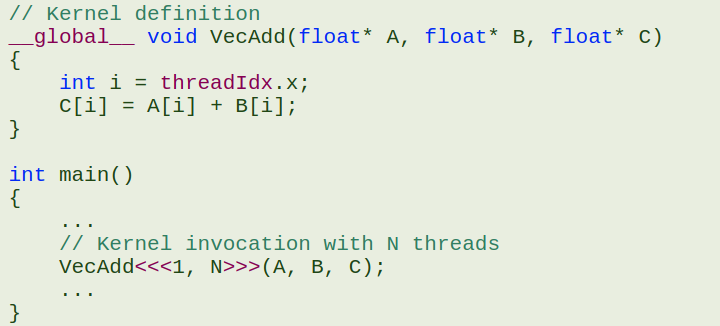 // Kernel definition
__global__ void VecAdd(float* A, float* B, float* C)
{
    int i = threadIdx.x;
    C[i] = A[i] + B[i];
}

int main()
{
    ...
    // Kernel invocation with N threads
    VecAdd<<<1, N>>>(A, B, C);
    ...
}